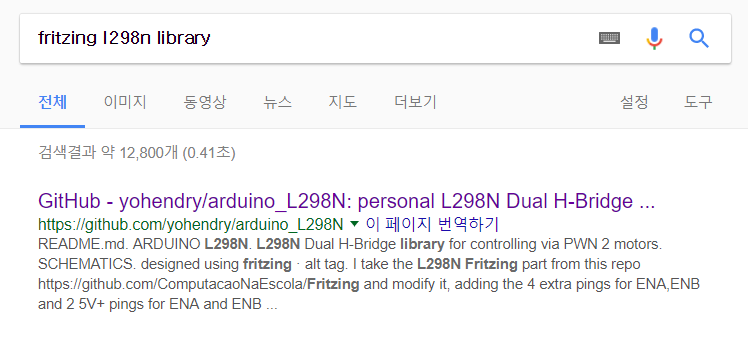 fritzing l298n library
전체 이미지 동영상 뉴스 지도 더보기 설정 도구
검색결과 약 12,800개 (0.41초)
GitHub - yohendry/arduino_L298N: personal L298N Dual H-Bridge ...
https://github.com/yohendry/arduino_L298N ▼ 이 페이지 번역하기
README.md. ARDUINO L298N. L298N Dual H-Bridge library for controlling via PWN 2 motors.
SCHEMATICS. designed using fritzing · alt tag. I take the L298N Fritzing part from this repo
https://github.com/ComputacaoNaEscola/Fritzing and modify it, adding the 4 extra pings for ENA,ENB
and 2 5V+ pings for ENA and ENB ...